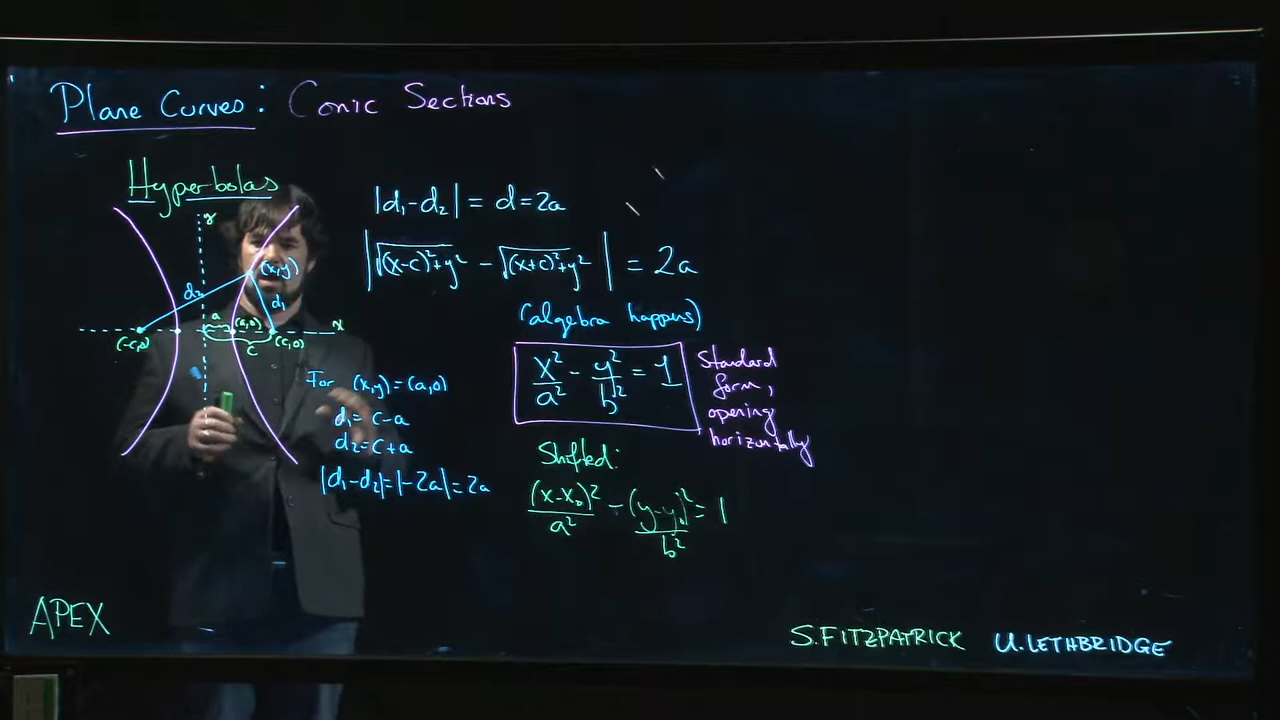 Plane Curves: Conic Sections
Hyperbolas
y
(x,y)
d₂
d₁
a
(a,0)
x
(-c,0)
c
(c,0)
For (x,y)=(a,0)
d₁=c-a
d₂=c+a
|d₁-d₂|=|-2a|=2a
|d₁-d₂|=d=2a
|√(x-c)²+y² - √(x+c)²+y²| = 2a
(algebra happens)
x²/a² - y²/b² = 1
Standard
form,
opening
horizontally
Shifted:
(x-x₀)²/a² - (y-y₀)²/b² = 1
APEX
S.FITZPATRICK U.LETHBRIDGE